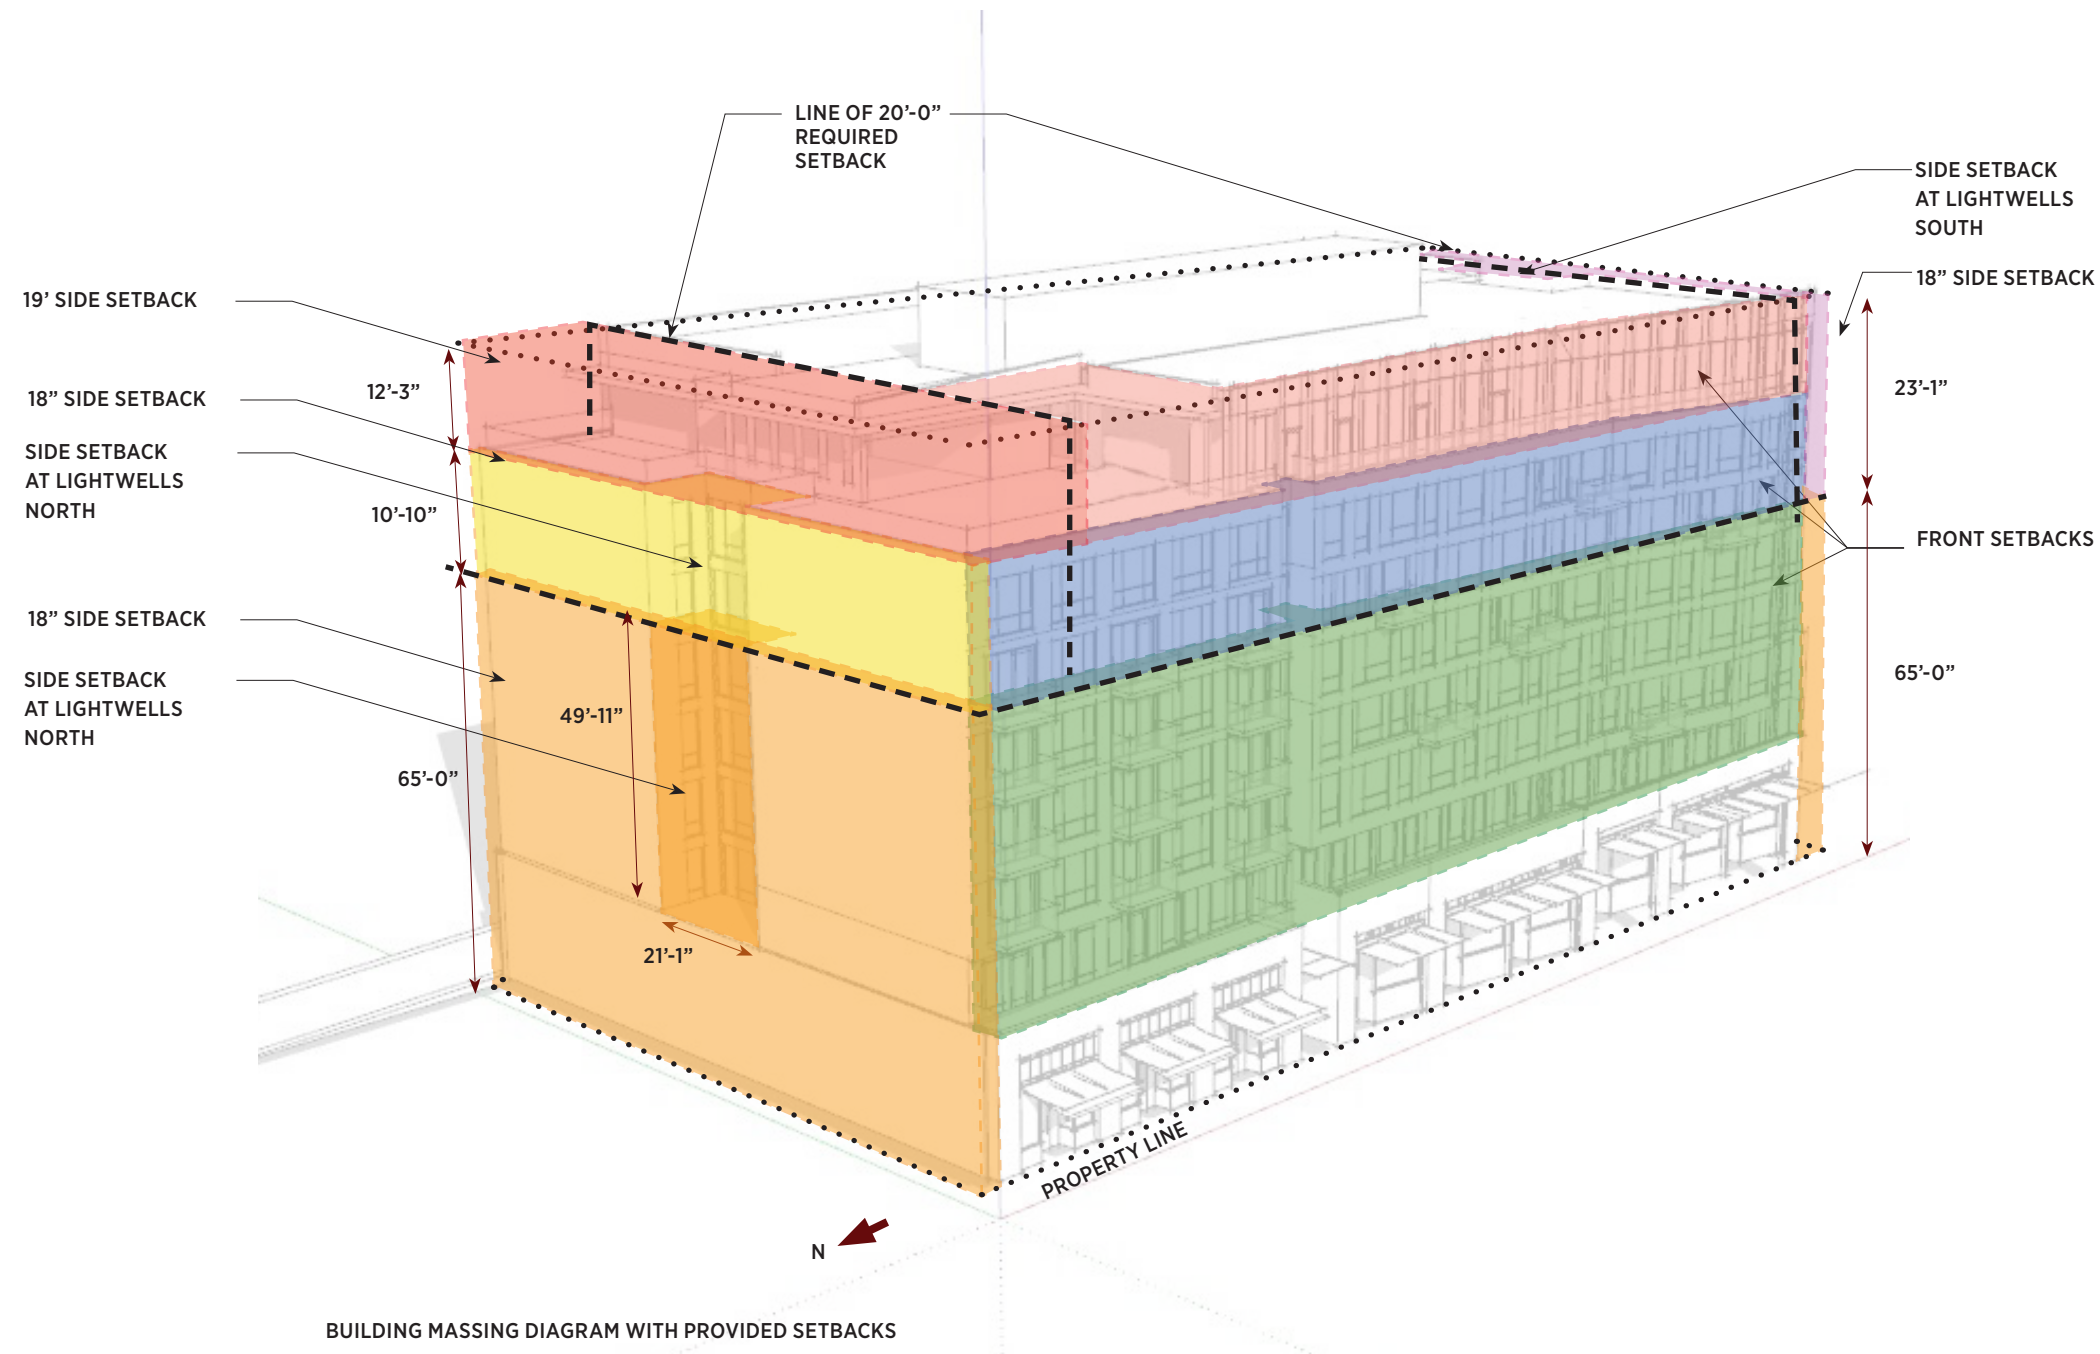 LINE OF 20’-0”
REQUIRED
SETBACK
SIDE SETBACK
AT LIGHTWELLS
SOUTH
18” SETBACK
19’ SIDE SETBACK
12’-3”
23’-1”
18” SIDE SETBACK
SIDE SETBACK
AT LIGHTWELLS
NORTH
10’-10”
FRONT SETBACKS
18” SIDE SETBACK
SIDE SETBACK
AT LIGHTWELLS
NORTH
49’-11”
65’-0”
65’-0”
21’-1”
PROPERTY LINE
N
BUILDING MASSING DIAGRAM WITH PROVIDED SETBACKS